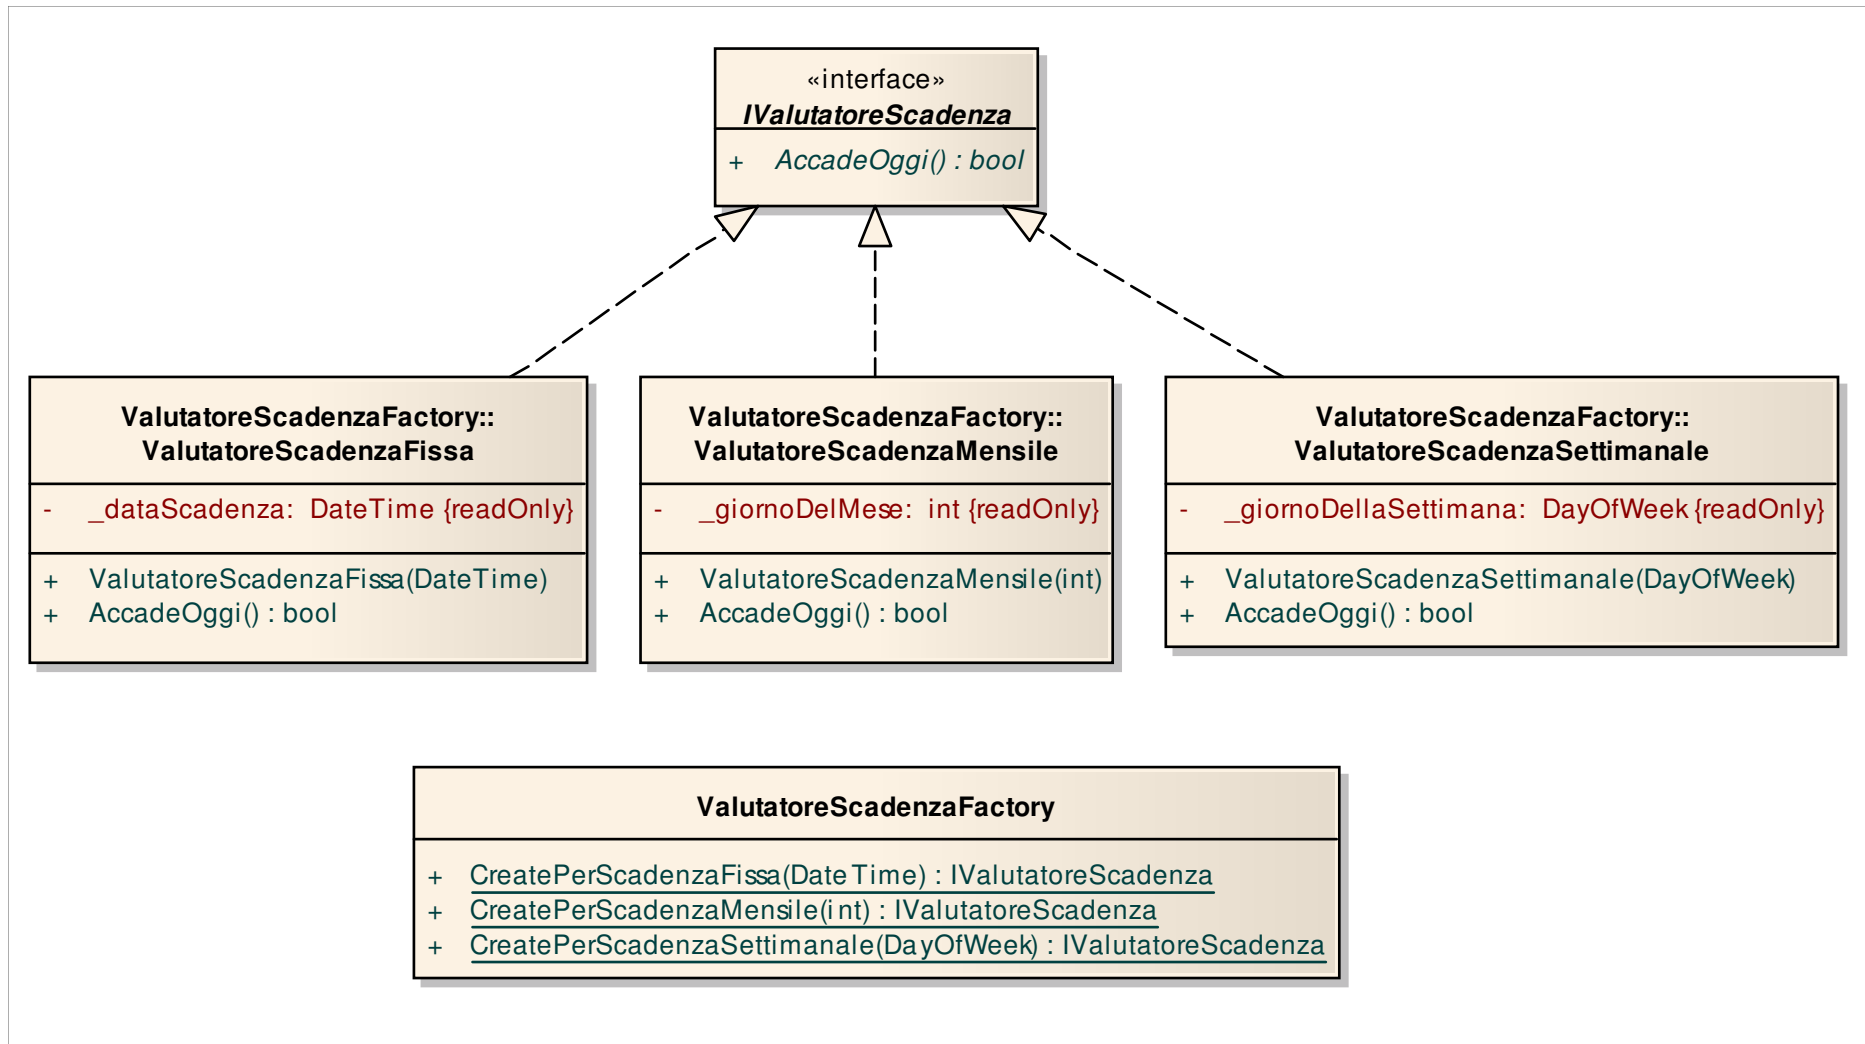 «interface»
IValutatoreScadenza
+ AccadeOggi() : bool
ValutatoreScadenzaFactory::
ValutatoreScadenzaFissa
- _dataScadenza: DateTime {readOnly}
+ ValutatoreScadenzaFissa(DateTime)
+ AccadeOggi() : bool
ValutatoreScadenzaFactory::
ValutatoreScadenzaMensile
- _giornoDelMese: int {readOnly}
+ ValutatoreScadenzaMensile(int)
+ AccadeOggi() : bool
ValutatoreScadenzaFactory::
ValutatoreScadenzaSettimanale
- _giornoDellaSettimana: DayOfWeek {readOnly}
+ ValutatoreScadenzaSettimanale(DayOfWeek)
+ AccadeOggi() : bool
ValutatoreScadenzaFactory
+ CreatePerScadenzaFissa(DateTime) : IValutatoreScadenza
+ CreatePerScadenzaMensile(int) : IValutatoreScadenza
+ CreatePerScadenzaSettimanale(DayOfWeek) : IValutatoreScadenza